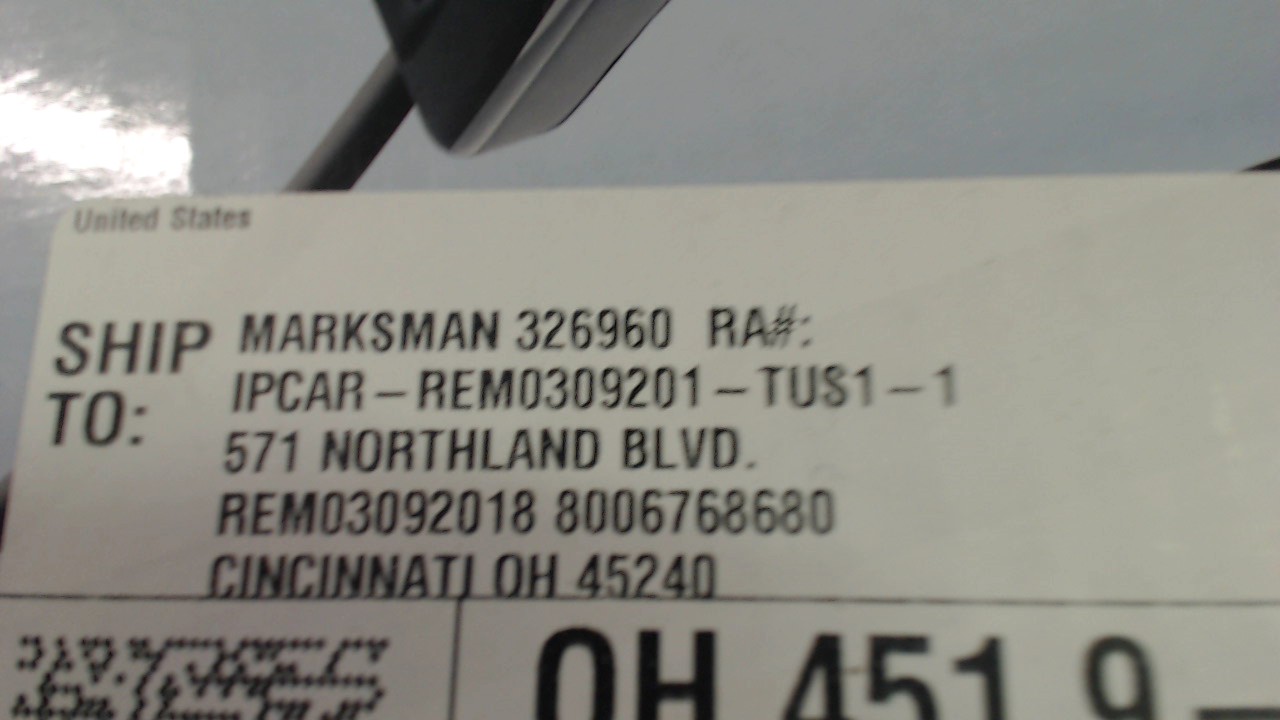 United States
SHIP TO:
MARKSMAN 326960 RA#:
IPCAR-REM0309201-TUS1-1
571 NORTHLAND BLVD.
REM03092018 8006768680
CINCINNATI OH 45240
OH 451 9-